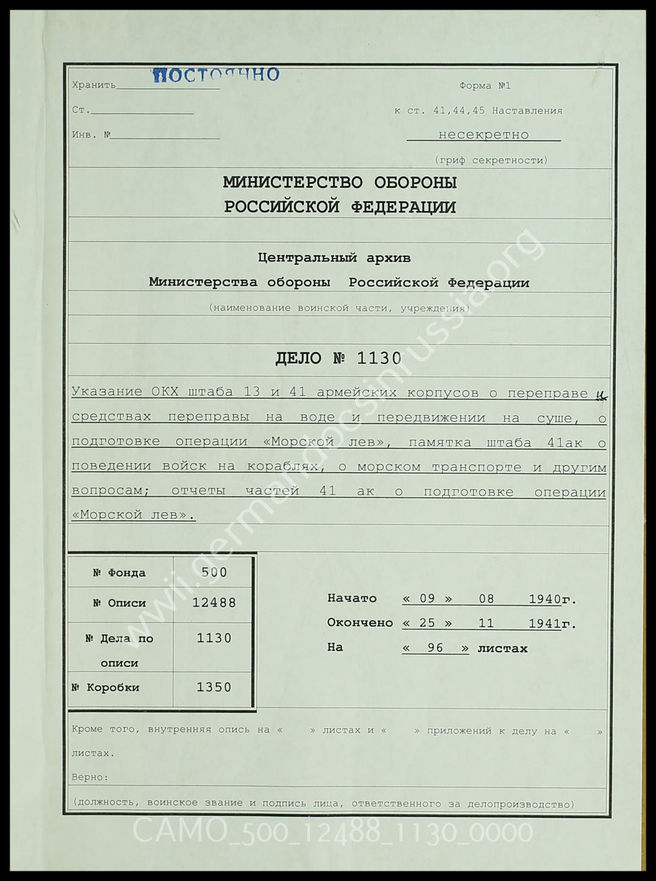 Хранить ПОСТОЯННО
Форма №1
Ст.
к ст. 41,44,45 Наставления
Инв. №
несекретно
(гриф секретности)
МИНИСТЕРСТВО ОБОРОНЫ
РОССИЙСКОЙ ФЕДЕРАЦИИ
Центральный архив
Министерства обороны Российской Федерации
(наименование воинской части, учреждения)
ДЕЛО № 1130
Указание ОКХ штаба 13 и 41 армейских корпусов о переправе и
средствах переправы на воде и передвижении на суше, о
подготовке операции «Морской лев», памятка штаба 41ак о
поведении войск на кораблях, о морском транспорте и другим
вопросам; отчеты частей 41 ак о подготовке операции
«Морской лев».
№ Фонда 500
№ Описи 12488
№ Дела по 1130
описи
№ Коробки 1350
Начато « 09 » 08 1940г.
Окончено « 25 » 11 1941г.
На « 96 » листах
Кроме того, внутренняя опись на « » листах и « » приложений к делу на « »
листах.
Верно:
(должность, воинское звание и подпись лица, ответственного за делопроизводство)
www.germandocsinrussia.org
CAMO_500_12488_1130_0000